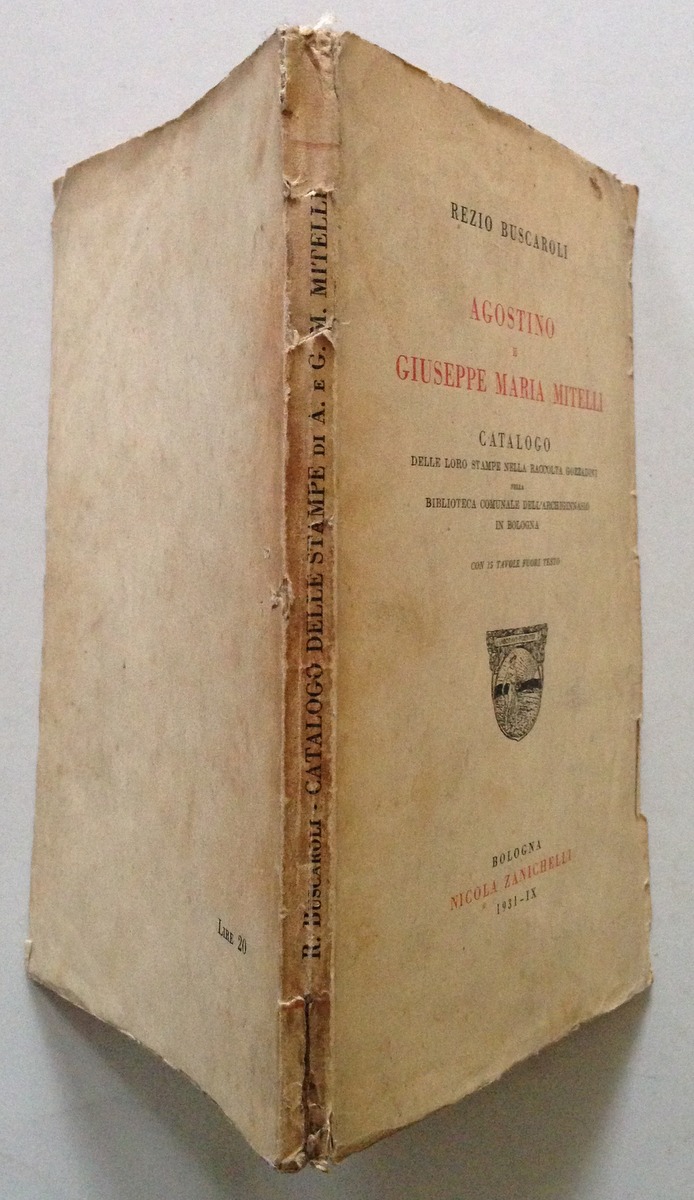 REZIO BUSCAROLI
AGOSTINO
E
GIUSEPPE MARIA MITELLI
CATALOGO
DELLE LORO STAMPE NELLA RACCOLTA GOZZADINI
NELLA
BIBLIOTECA COMUNALE DELL'ARCHIGINNASIO
IN BOLOGNA
CON 15 TAVOLE FUORI TESTO
BOLOGNA
NICOLA ZANICHELLI
1931-IX
R. BUSCAROLI - CATALOGO DELLE STAMPE DI A. E G. M. MITELLI
LIRE 20